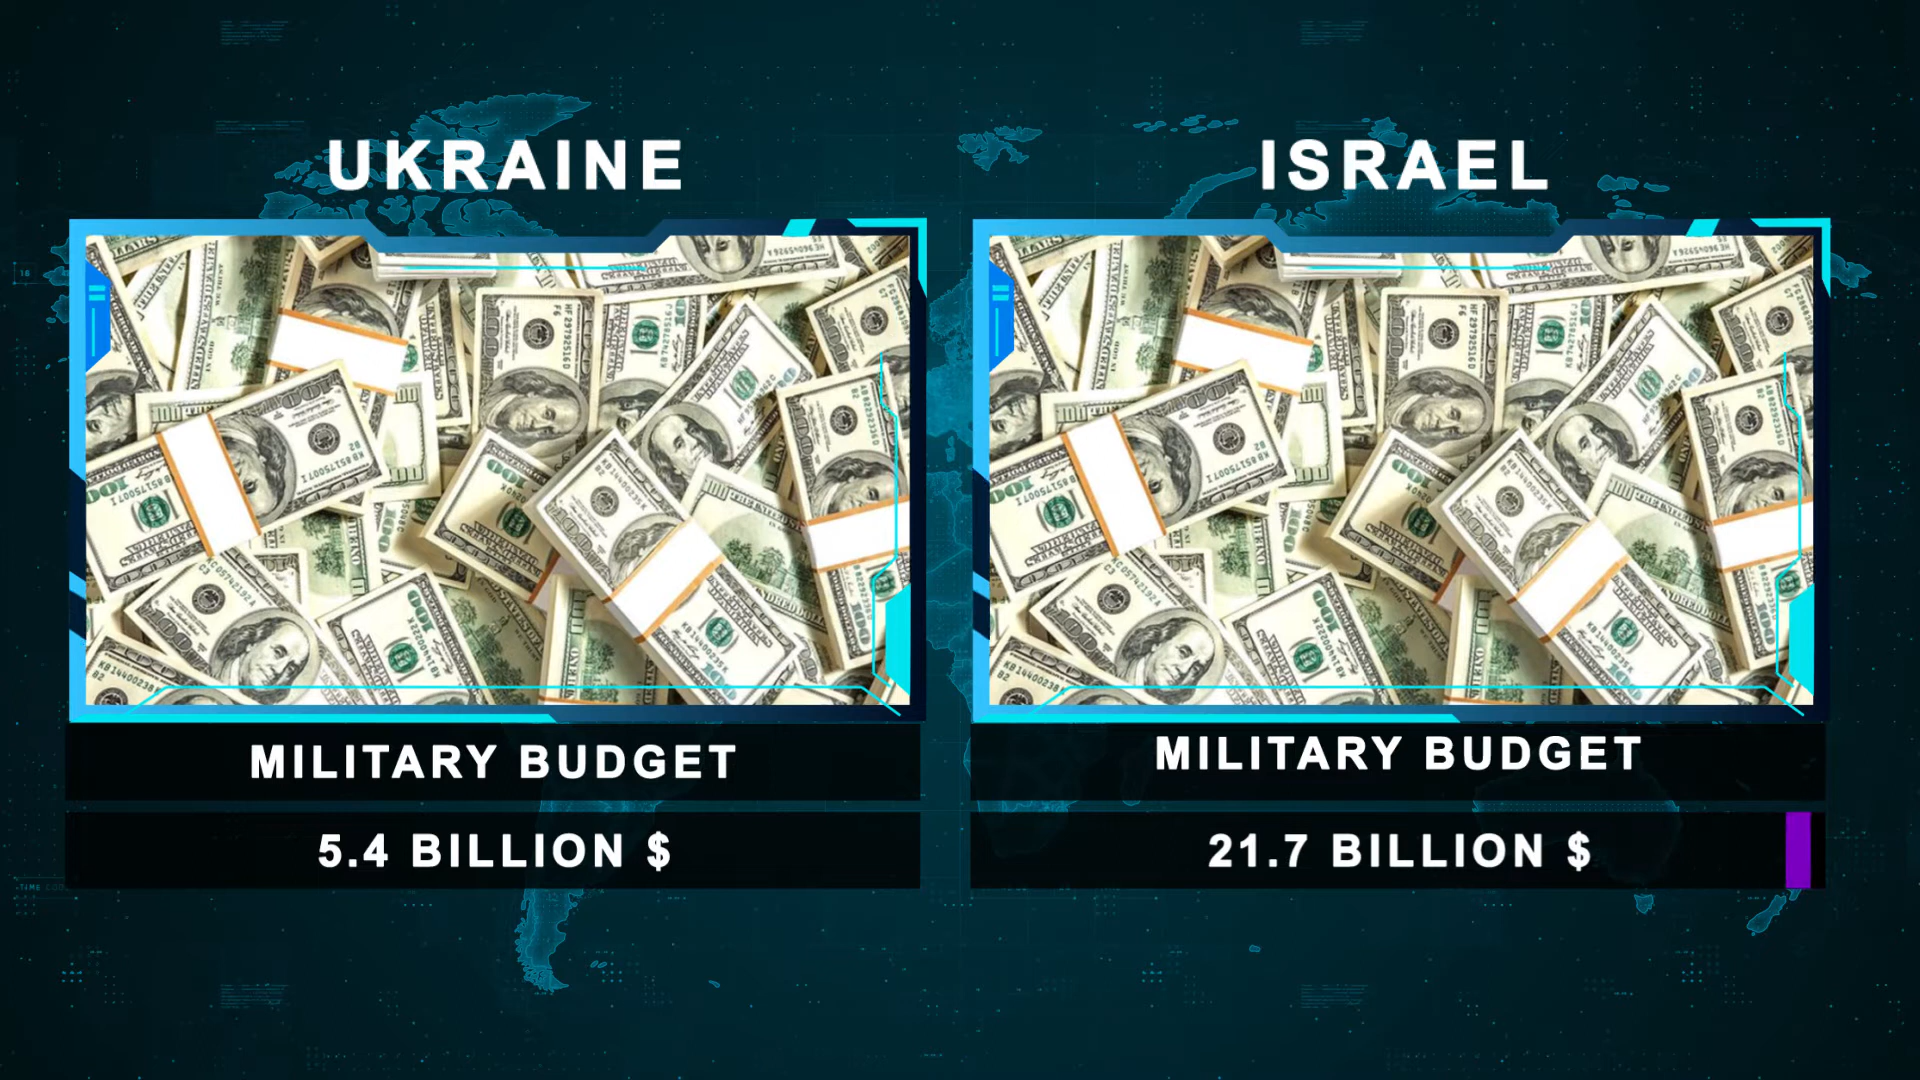 UKRAINE
ISRAEL
MILITARY BUDGET
MILITARY BUDGET
5.4 BILLION $
21.7 BILLION $